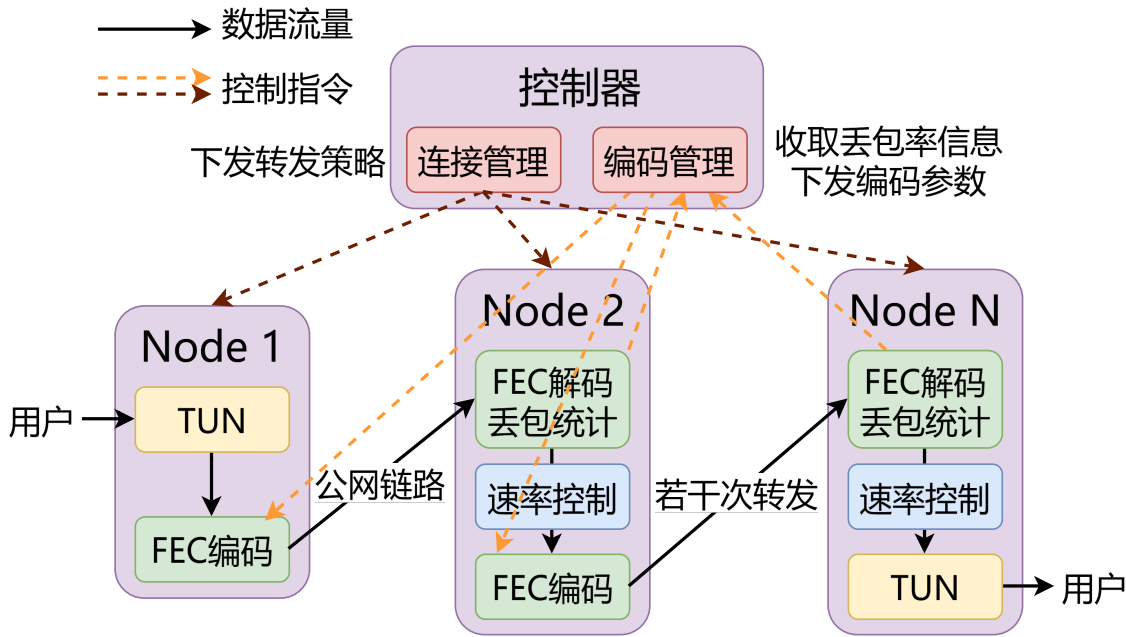 数据流量
控制指令
控制器
下发转发策略
连接管理
编码管理
收取丢包率信息
下发编码参数
Node 1
TUN
FEC编码
用户
公网链路
Node 2
FEC解码
丢包统计
速率控制
FEC编码
若干次转发
Node N
FEC解码
丢包统计
速率控制
TUN
用户